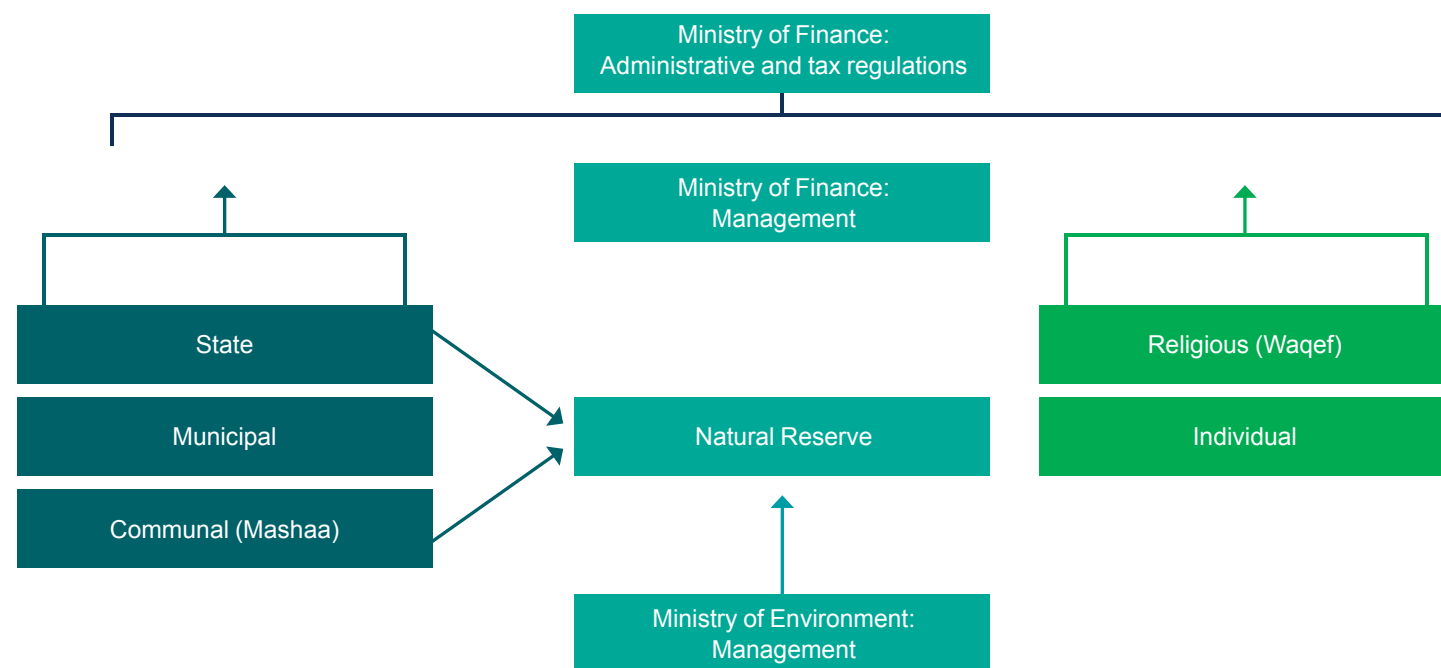 Ministry of Finance:
Administrative and tax regulations
Ministry of Finance:
Management
State
Religious (Waqef)
Municipal
Natural Reserve
Individual
Communal (Mashaa)
Ministry of Environment:
Management